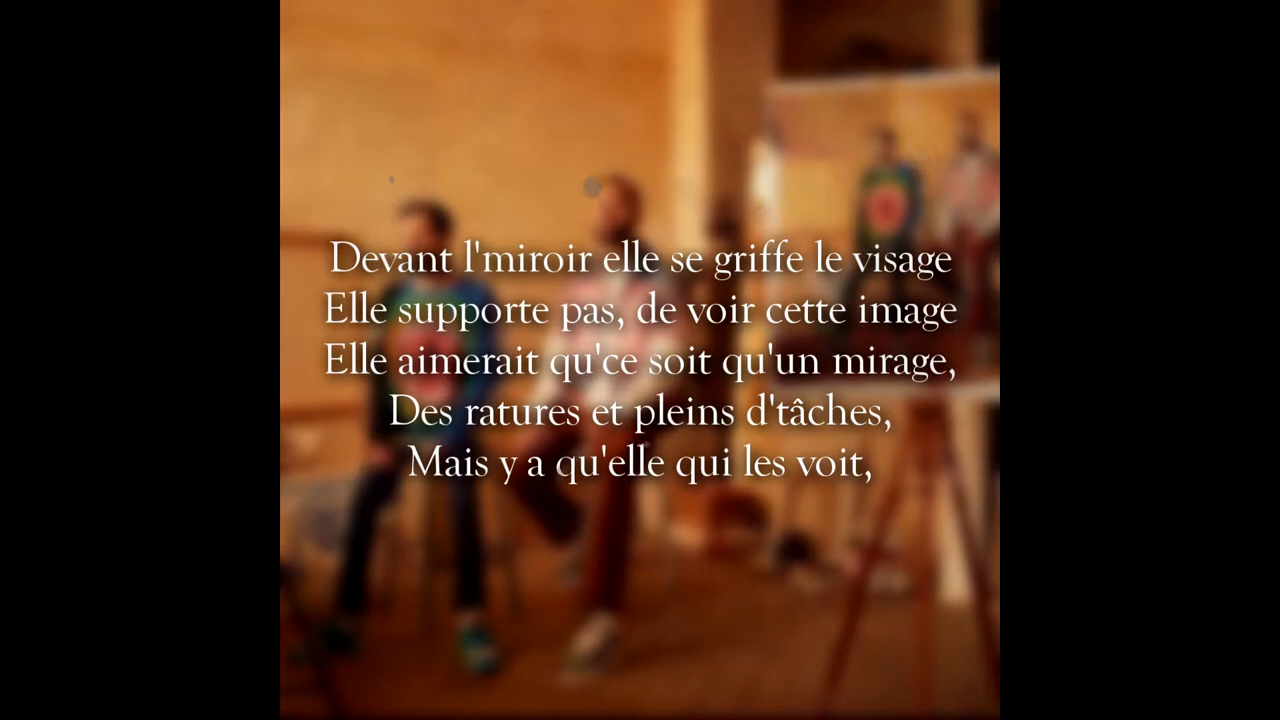 Devant l'miroir elle se griffe le visage
Elle supporte pas, de voir cette image
Elle aimerait qu'ce soit qu'un mirage,
Des ratures et pleins d'tâches,
Mais y a qu'elle qui les voit,